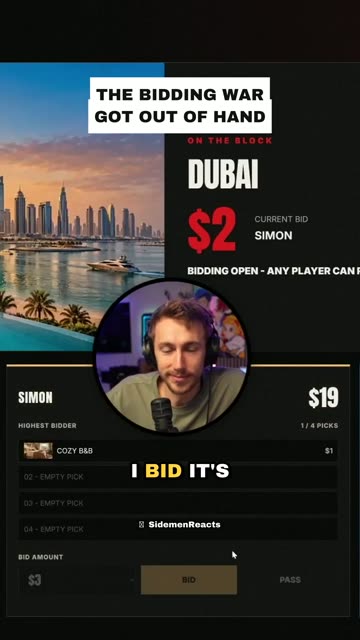 THE BIDDING WAR
GOT OUT OF HAND
ON THE BLOCK
DUBAI
$2
CURRENT BID
SIMON
BIDDING OPEN - ANY PLAYER CAN
SIMON
$19
HIGHEST BIDDER
1 / 4 PICKS
COZY B&B
$1
02 - EMPTY PICK
03 - EMPTY PICK
04 - EMPTY PICK
I BID IT'S
SidemenReacts
BID AMOUNT
$3
BID
PASS